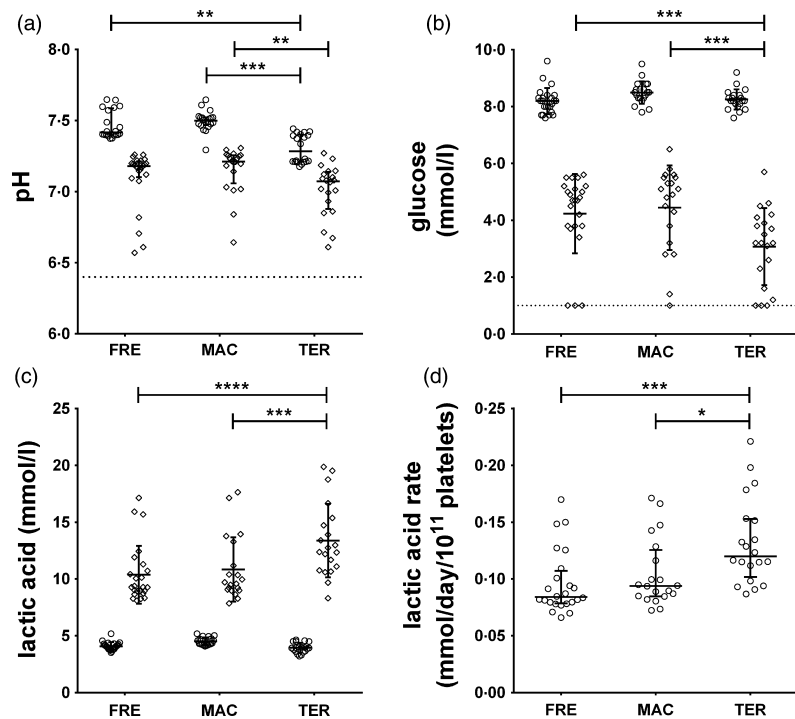 (a)
**
**
***
8·0
7·5
7·0
6·5
6·0
pH
FRE MAC TER
(b)
***
***
10·0
8·0
6·0
4·0
2·0
0·0
glucose
(mmol/l)
FRE MAC TER
(c)
****
***
25
20
15
10
5
0
lactic acid (mmol/l)
FRE MAC TER
(d)
***
*
0·25
0·20
0·15
0·10
0·05
0·00
lactic acid rate
(mmol/day/10¹¹ platelets)
FRE MAC TER